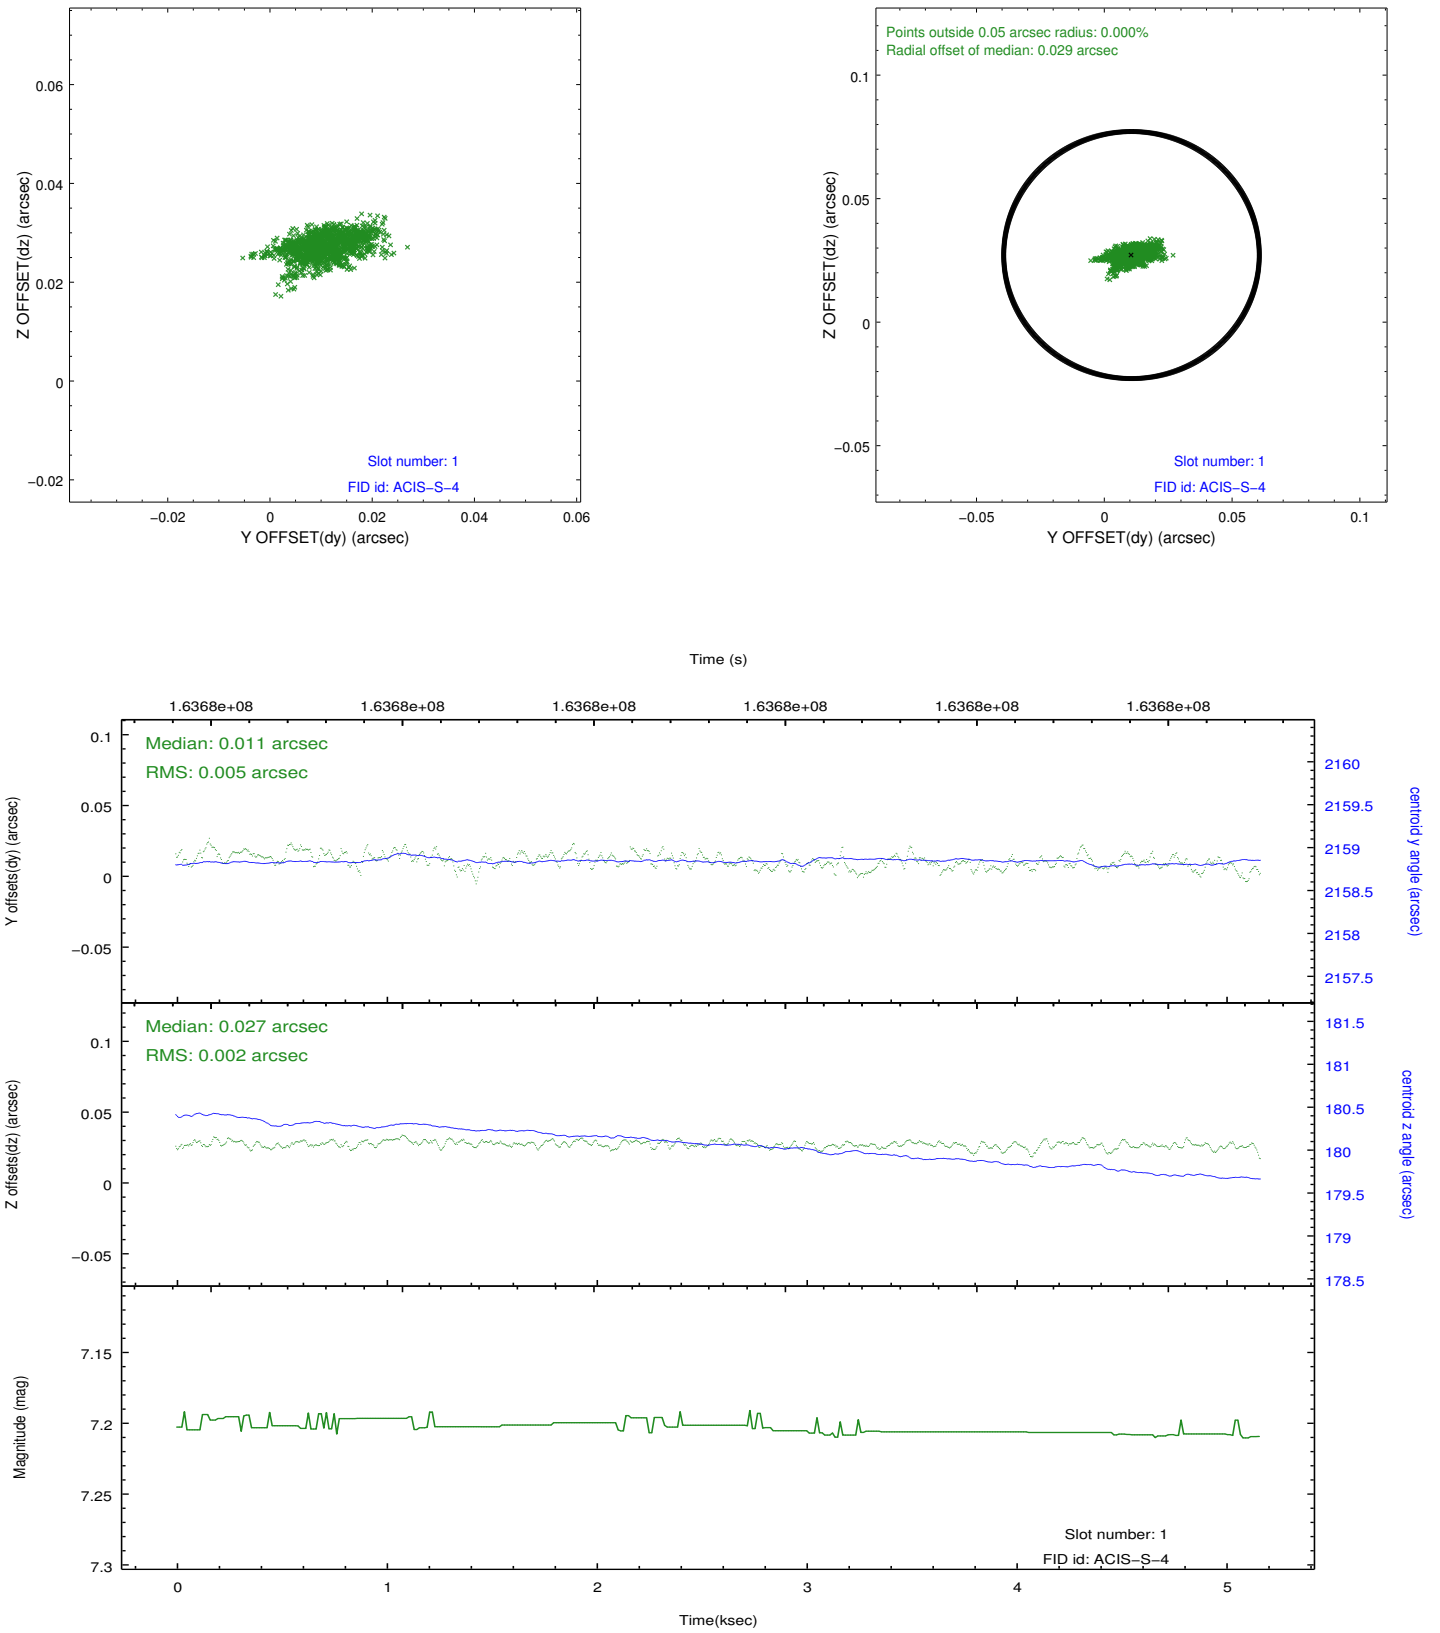 0.06
0.04
0.02
0
−0.02
Z OFFSET(dz) (arcsec)
Slot number: 1
FID id: ACIS−S−4
−0.02 0 0.02 0.04 0.06
Y OFFSET(dy) (arcsec)
Points outside 0.05 arcsec radius: 0.000%
Radial offset of median: 0.029 arcsec
0.1
0.05
0
−0.05
Z OFFSET(dz) (arcsec)
Slot number: 1
FID id: ACIS−S−4
−0.05 0 0.05 0.1
Y OFFSET(dy) (arcsec)
Time (s)
1.6368e+08 1.6368e+08 1.6368e+08 1.6368e+08 1.6368e+08 1.6368e+08
Median: 0.011 arcsec
RMS: 0.005 arcsec
0.1
0.05
0
−0.05
Y offsets(dy) (arcsec)
2160
2159.5
2159
2158.5
2158
2157.5
centroid y angle (arcsec)
Median: 0.027 arcsec
RMS: 0.002 arcsec
0.1
0.05
0
−0.05
Z offsets(dz) (arcsec)
181.5
181
180.5
180
179.5
179
178.5
centroid z angle (arcsec)
7.15
7.2
7.25
7.3
Magnitude (mag)
Slot number: 1
FID id: ACIS−S−4
0 1 2 3 4 5
Time(ksec)